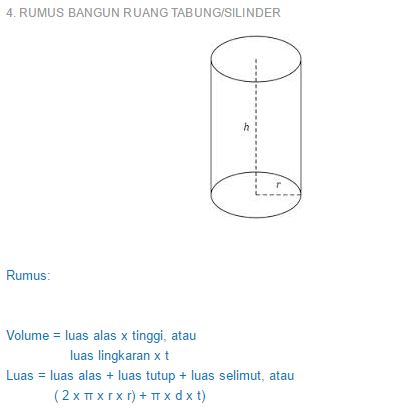 4. RUMUS BANGUN RUANG TABUNG/SILINDER
h
r
Rumus:
Volume = luas alas x tinggi, atau
luas lingkaran x t
Luas = luas alas + luas tutup + luas selimut, atau
( 2 x π x r x r) + π x d x t)